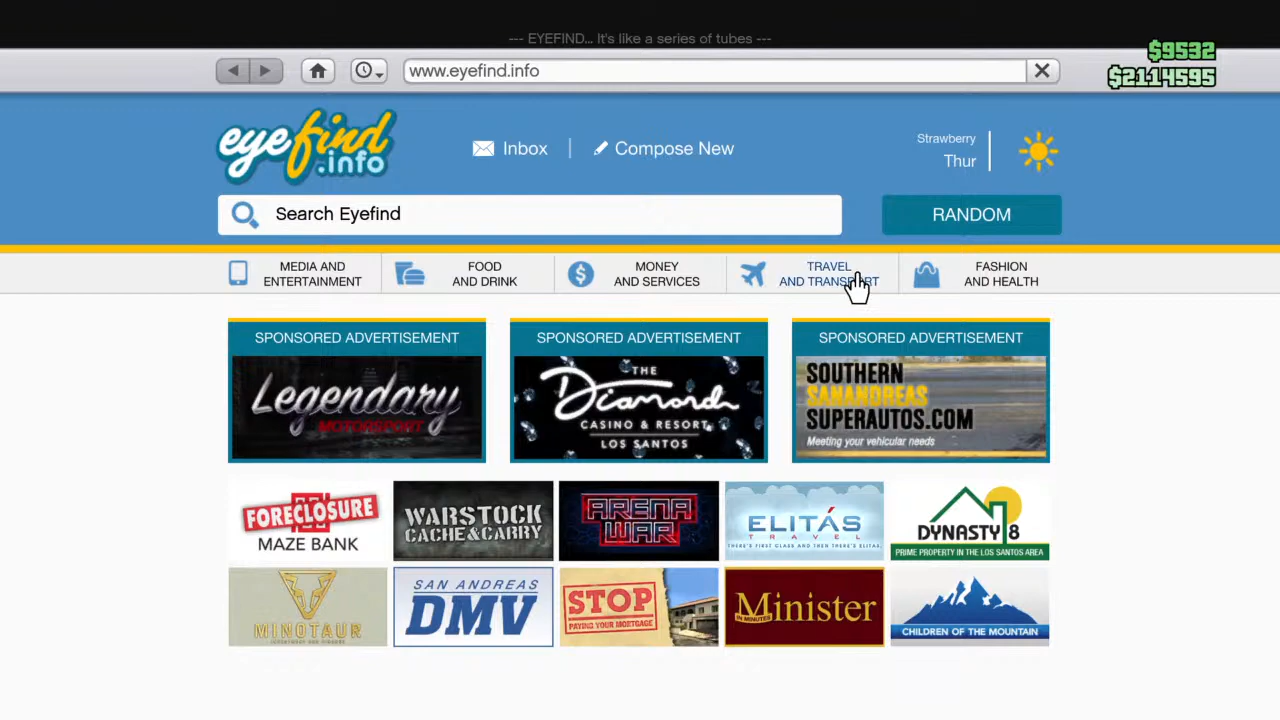 --- EYEFIND... It's like a series of tubes ---
$9532
$2114595
www.eyefind.info
eyefind
.info
Inbox
Compose New
Strawberry
Thur
Search Eyefind
RANDOM
MEDIA AND
ENTERTAINMENT
FOOD
AND DRINK
MONEY
AND SERVICES
TRAVEL
AND TRANSPORT
FASHION
AND HEALTH
SPONSORED ADVERTISEMENT
Legendary
MOTORSPORT
SPONSORED ADVERTISEMENT
THE
Diamond
CASINO & RESORT
LOS SANTOS
SPONSORED ADVERTISEMENT
SOUTHERN
SANANDREAS
SUPERAUTOS.COM
Meeting your vehicular needs
FORECLOSURE
MAZE BANK
WARSTOCK
CACHE&CARRY
ARENA
WAR
ELITÁS
TRAVEL
THERE'S FIRST CLASS AND THEN THERE'S ELITAS
DYNASTY 8
PRIME PROPERTY IN THE LOS SANTOS AREA
MINOTAUR
SAN ANDREAS
DMV
STOP
PAYING YOUR MORTGAGE
Minister
IN MINUTES
CHILDREN OF THE MOUNTAIN